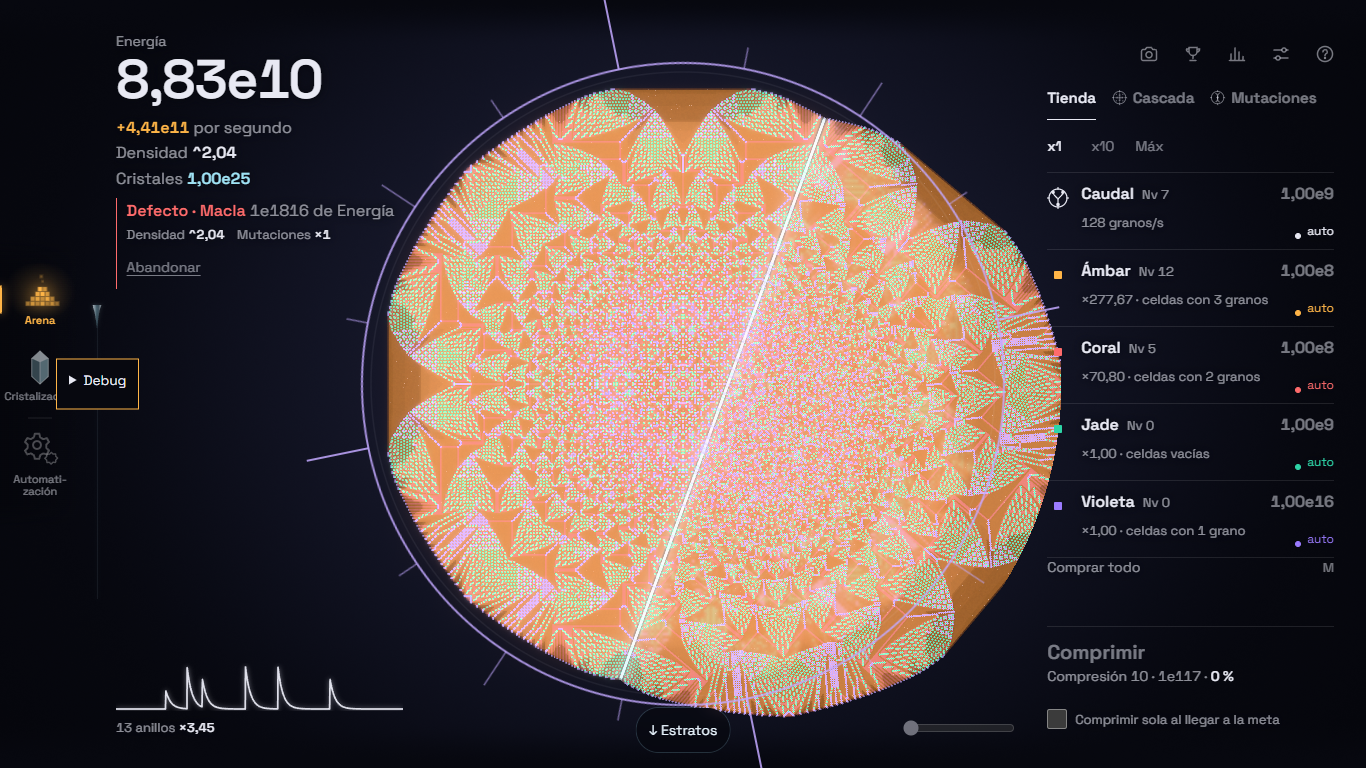 Energía
8,83e10
+4,41e11 por segundo
Densidad ^2,04
Cristales 1,00e25
Defecto · Macla 1e1816 de Energía
Densidad ^2,04 Mutaciones ×1
Abandonar
Arena
Debug
Automati-
zación
13 anillos ×3,45
↓ Estratos
Tienda Cascada Mutaciones
x1 x10 Máx
Caudal Nv 7 1,00e9
128 granos/s auto
Ámbar Nv 12 1,00e8
×277,67 · celdas con 3 granos auto
Coral Nv 5 1,00e8
×70,80 · celdas con 2 granos auto
Jade Nv 0 1,00e9
×1,00 · celdas vacías auto
Violeta Nv 0 1,00e16
×1,00 · celdas con 1 grano auto
Comprar todo M
Comprimir
Compresión 10 · 1e117 · 0 %
Comprimir sola al llegar a la meta